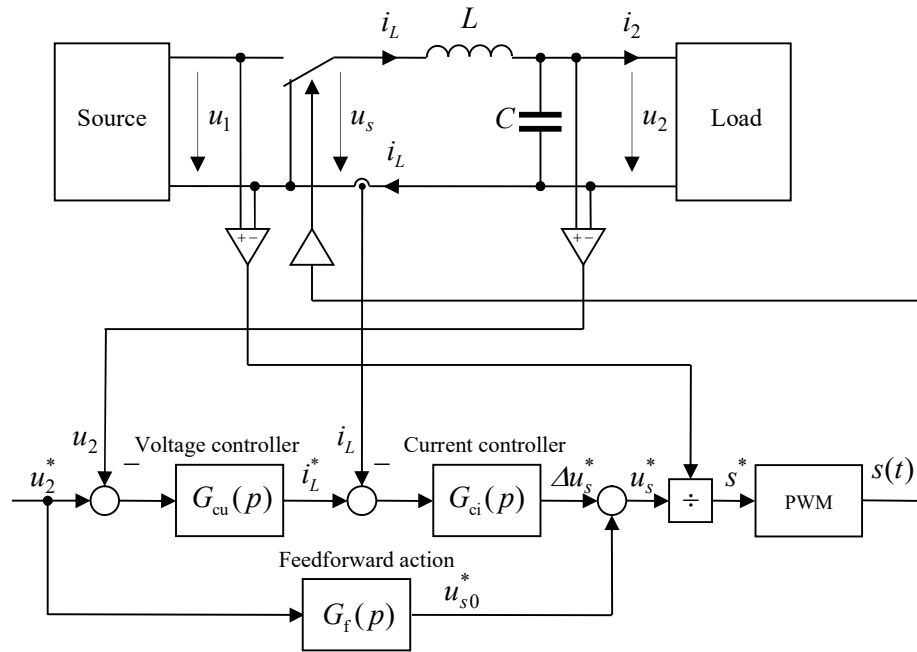 i_L
L
i_2
Source
u_1
u_s
C
u_2
Load
i_L
+ −
+ −
u_2
−
Voltage controller
i_L
−
Current controller
u_2^*
G_cu(p)
i_L^*
G_ci(p)
Δu_s^*
u_s^*
÷
s^*
PWM
s(t)
Feedforward action
G_f(p)
u_s0^*